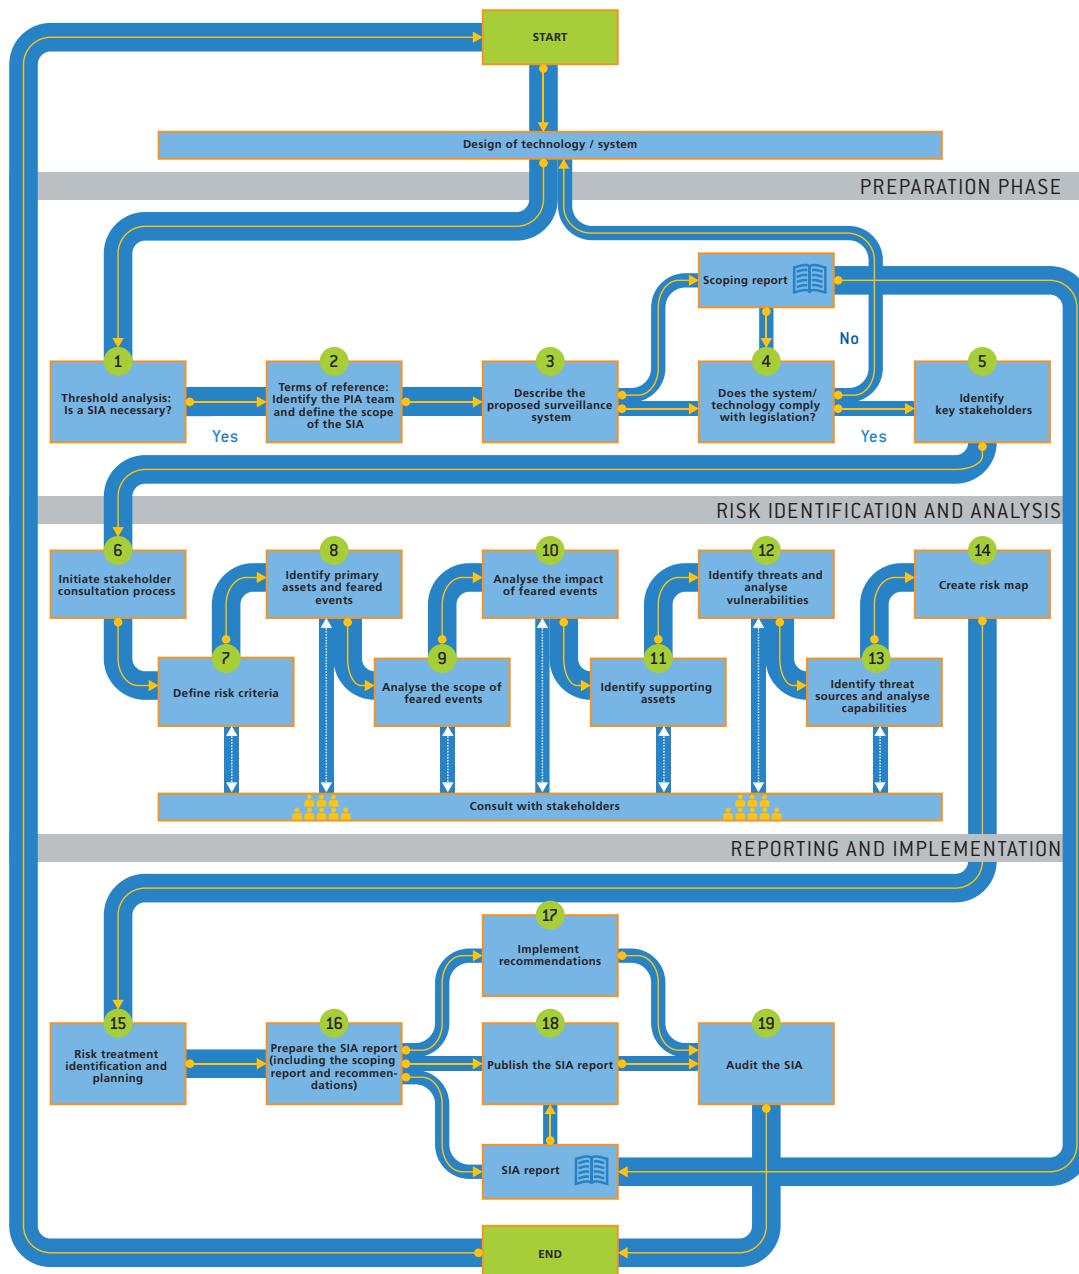 START
Design of technology / system
PREPARATION PHASE
Scoping report
No
1
Threshold analysis:
Is a SIA necessary?
Yes
2
Terms of reference:
Identify the PIA team
and define the scope
of the SIA
3
Describe the
proposed surveillance
system
4
Does the system/
technology comply
with legislation?
Yes
5
Identify
key stakeholders
RISK IDENTIFICATION AND ANALYSIS
6
Initiate stakeholder
consultation process
7
Define risk criteria
8
Identify primary
assets and feared
events
9
Analyse the scope of
feared events
10
Analyse the impact
of feared events
11
Identify supporting
assets
12
Identify threats and
analyse
vulnerabilities
13
Identify threat
sources and analyse
capabilities
14
Create risk map
Consult with stakeholders
REPORTING AND IMPLEMENTATION
15
Risk treatment
identification and
planning
16
Prepare the SIA report
(including the scoping
report and recommen-
dations)
17
Implement
recommendations
18
Publish the SIA report
19
Audit the SIA
SIA report
END